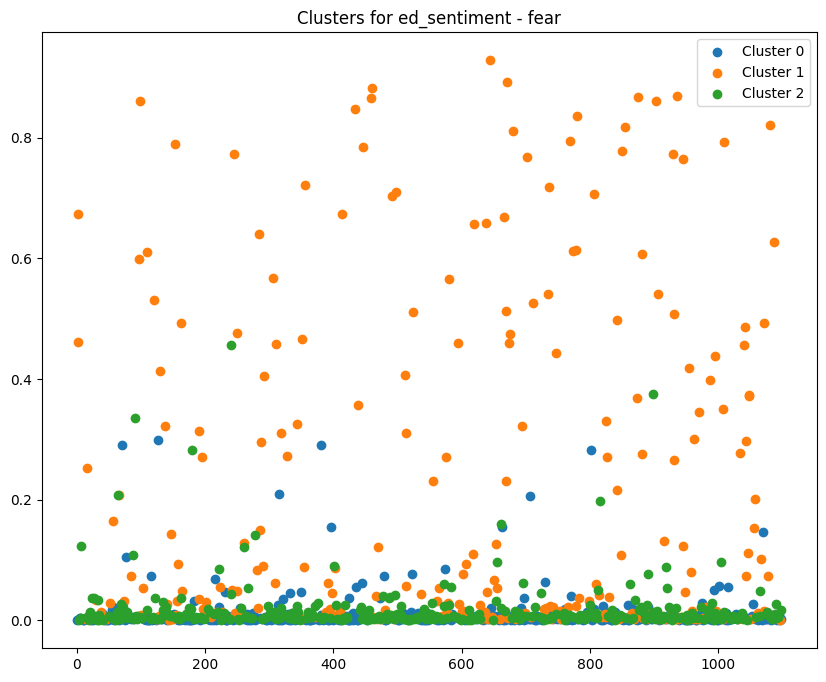 Clusters for ed_sentiment - fear
Cluster 0
Cluster 1
Cluster 2
0.8
0.6
0.4
0.2
0.0
0 200 400 600 800 1000